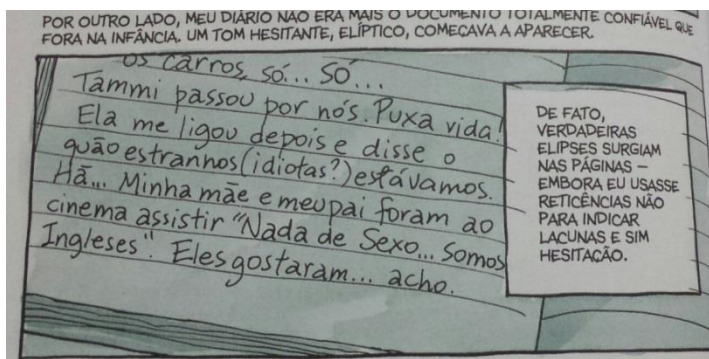 POR OUTRO LADO, MEU DIÁRIO NÃO ERA MAIS O DOCUMENTO TOTALMENTE CONFIÁVEL QUE
FORA NA INFÂNCIA. UM TOM HESITANTE, ELÍPTICO, COMEÇAVA A APARECER.
os carros, só... só...
Tammi passou por nós. Puxa vida!
Ela me ligou depois e disse o
quão estranhos (idiotas?) estávamos.
Hã... Minha mãe e meu pai foram ao
cinema assistir "Nada de Sexo... Somos
Ingleses". Eles gostaram... acho.
DE FATO,
VERDADEIRAS
ELIPSES SURGIAM
NAS PÁGINAS –
EMBORA EU USASSE
RETICÊNCIAS NÃO
PARA INDICAR
LACUNAS E SIM
HESITAÇÃO.